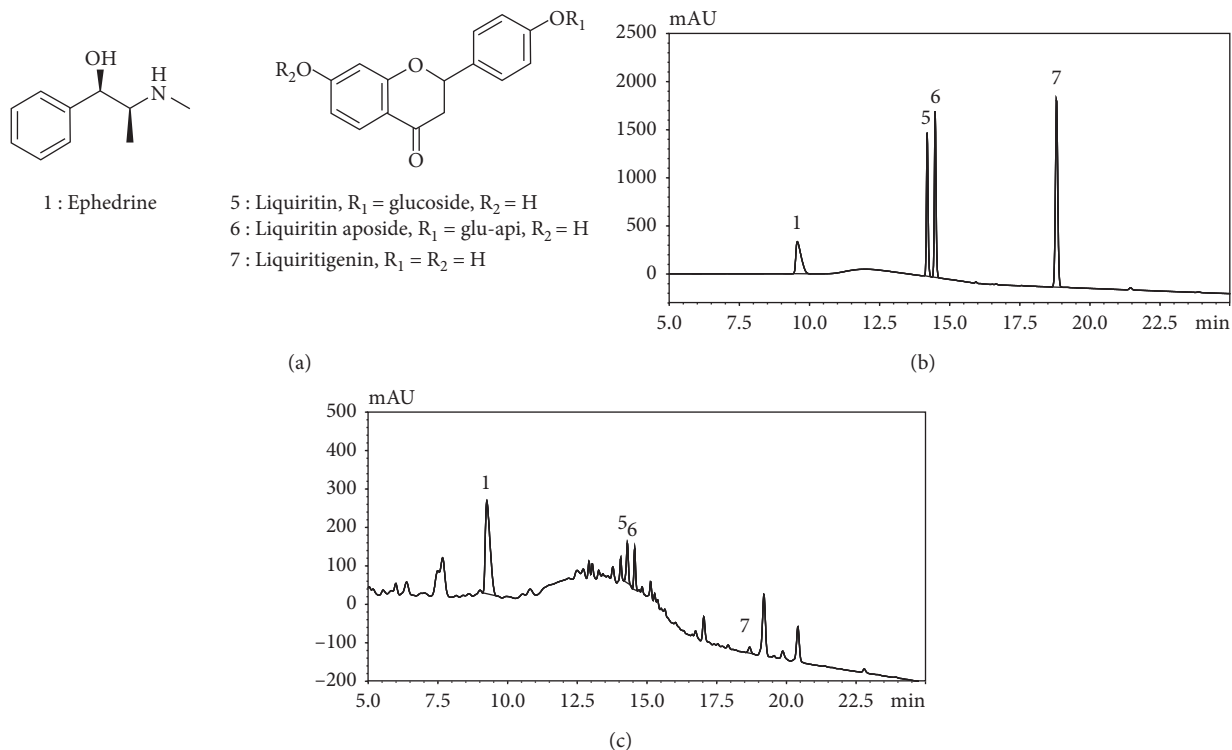 OH
H
N
1 : Ephedrine
OR₁
R₂O
O
O
5 : Liquiritin, R₁ = glucoside, R₂ = H
6 : Liquiritin aposide, R₁ = glu-api, R₂ = H
7 : Liquiritigenin, R₁ = R₂ = H
(a)
mAU
2500
2000
1500
1000
500
0
1
5
6
7
5.0 7.5 10.0 12.5 15.0 17.5 20.0 22.5 min
(b)
mAU
500
400
300
200
100
0
−100
−200
1
5
6
7
5.0 7.5 10.0 12.5 15.0 17.5 20.0 min
(c)